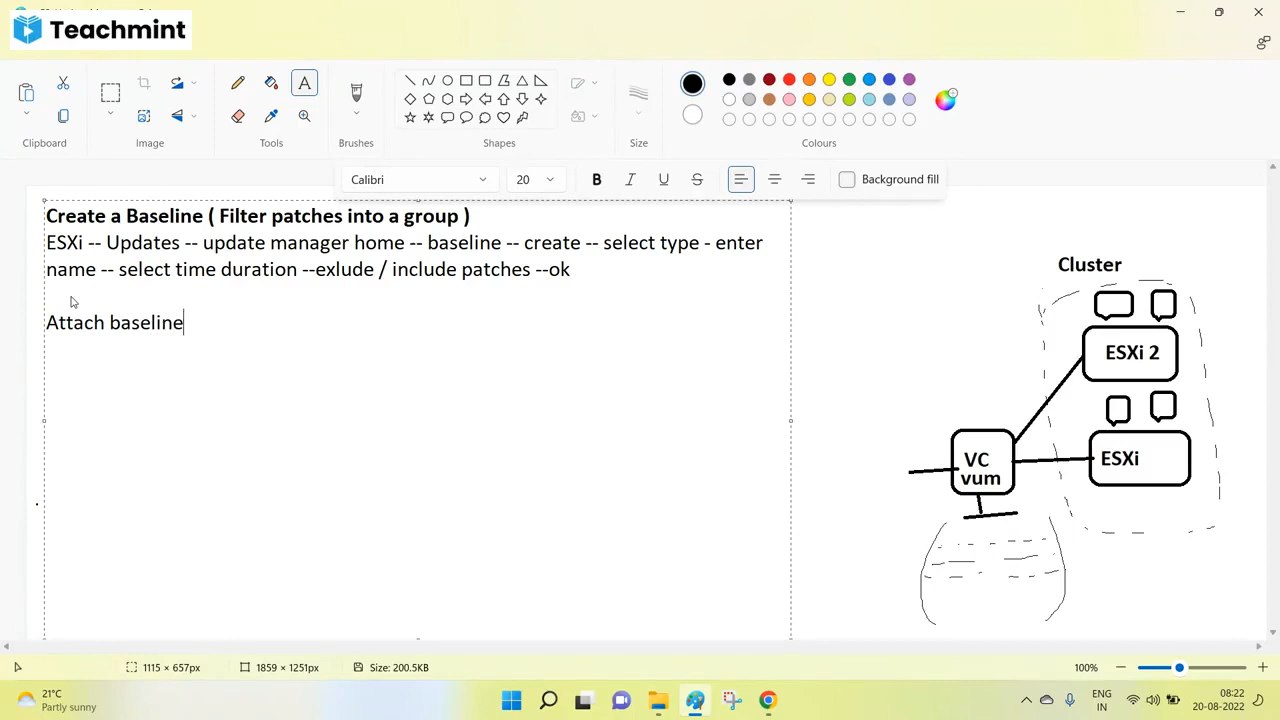 Teachmint
Clipboard
Image
Tools
Brushes
Shapes
Size
Colours
Calibri
20
B
I
U
Background fill
Create a Baseline ( Filter patches into a group )
ESXi -- Updates -- update manager home -- baseline -- create -- select type - enter
name -- select time duration --exlude / include patches --ok
Attach baseline
Cluster
ESXi 2
ESXi
VC
vum
1115 × 657px
1859 × 1251px
Size: 200.5KB
100%
21°C
Partly sunny
ENG
IN
08:22
20-08-2022